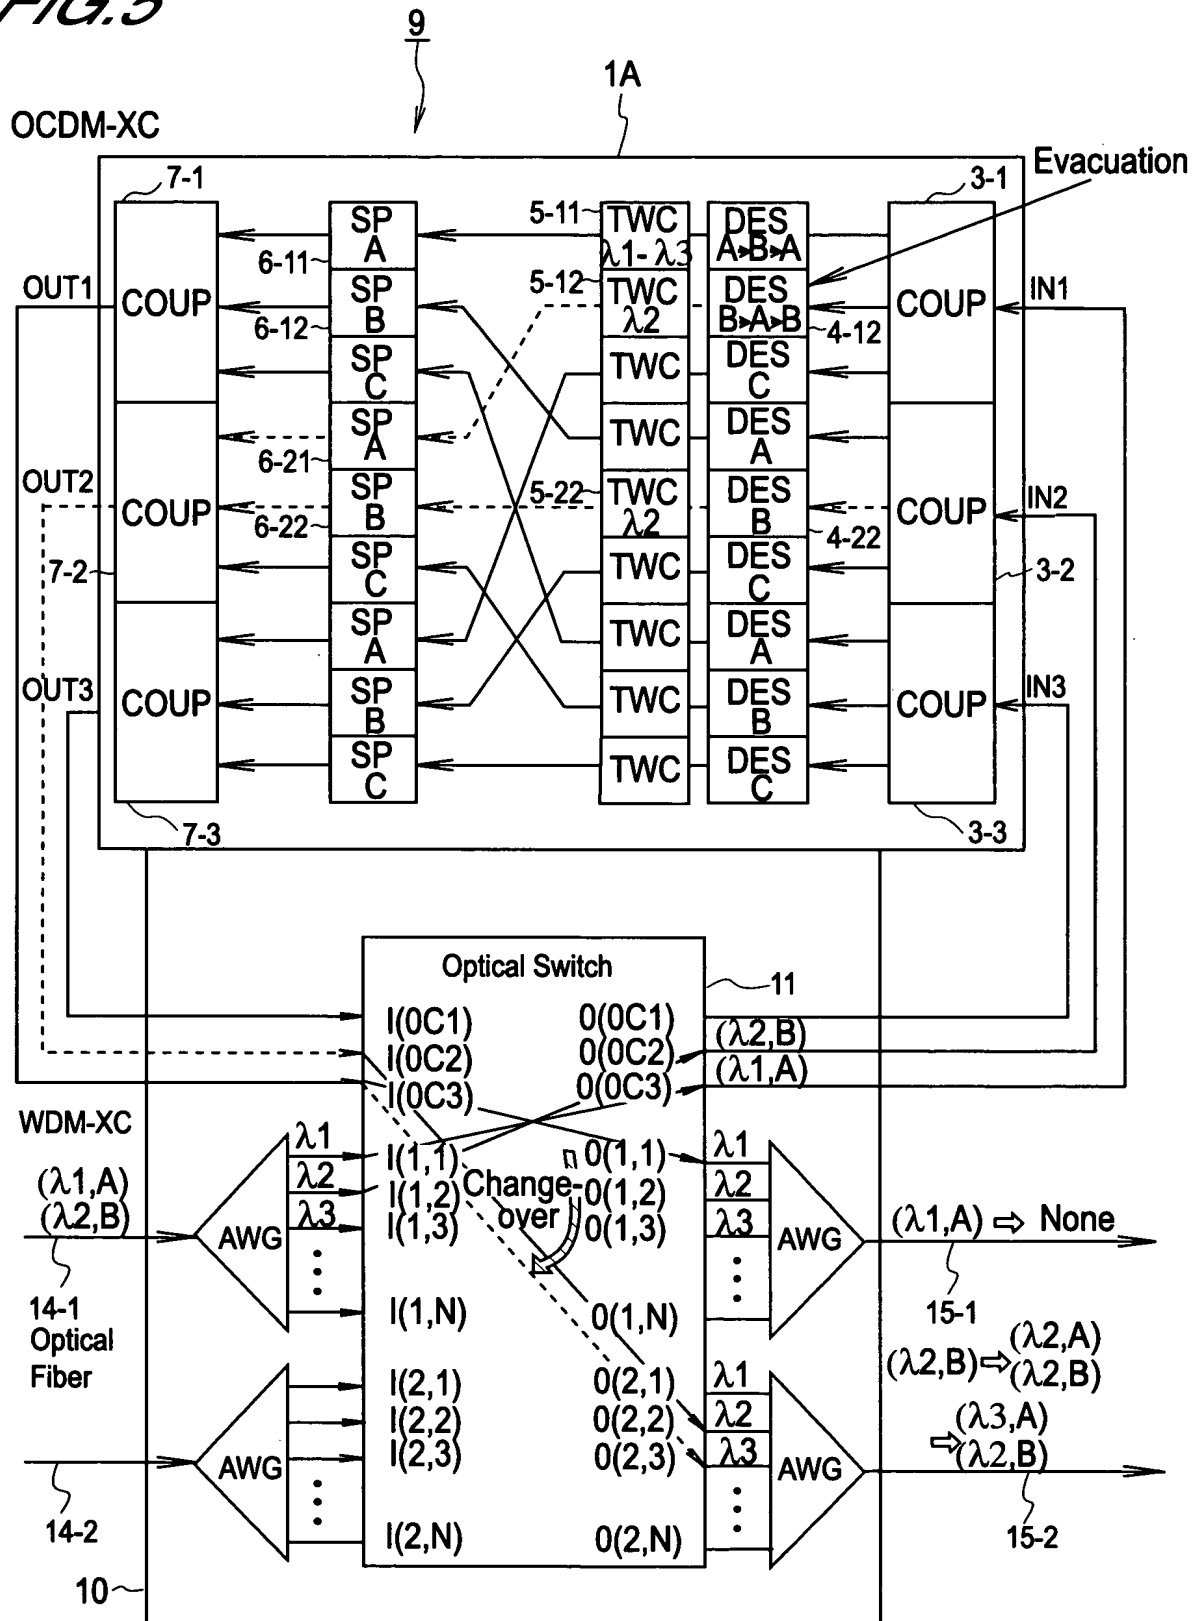 FIG.5
9
1A
OCDM-XC
Evacuation
7-1
3-1
SP A
5-11
TWC λ1- λ3
DES A▸B▸A
6-11
OUT1
COUP
SP B
5-12
TWC λ2
DES B▸A▸B
COUP
IN1
6-12
4-12
SP C
TWC
DES C
SP A
TWC
DES A
6-21
OUT2
COUP
SP B
5-22
TWC λ2
DES B
COUP
IN2
6-22
4-22
7-2
SP C
TWC
DES C
3-2
SP A
TWC
DES A
OUT3
COUP
SP B
TWC
DES B
COUP
IN3
SP C
TWC
DES C
7-3
3-3
Optical Switch
11
I(0C1)
0(0C1)
(λ2,B)
I(0C2)
0(0C2)
(λ1,A)
I(0C3)
0(0C3)
WDM-XC
λ1
I(1,1)
0(1,1)
λ1
(λ1,A)
λ2
I(1,2)
Change-over
0(1,2)
λ2
(λ2,B)
λ3
I(1,3)
0(1,3)
λ3
(λ1,A) ⇨ None
AWG
AWG
14-1
Optical Fiber
I(1,N)
0(1,N)
15-1
I(2,1)
0(2,1)
λ1
(λ2,B) ⇨ (λ2,A) (λ2,B)
I(2,2)
0(2,2)
λ2
⇨ (λ3,A) (λ2,B)
I(2,3)
0(2,3)
λ3
AWG
AWG
14-2
I(2,N)
0(2,N)
15-2
10